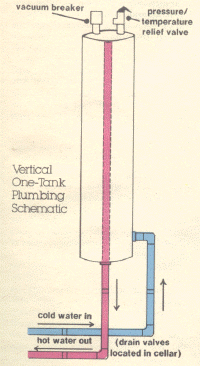 vacuum breaker
pressure/
temperature
relief valve
Vertical
One-Tank
Plumbing
Schematic
cold water in
hot water out
(drain valves
located in cellar)